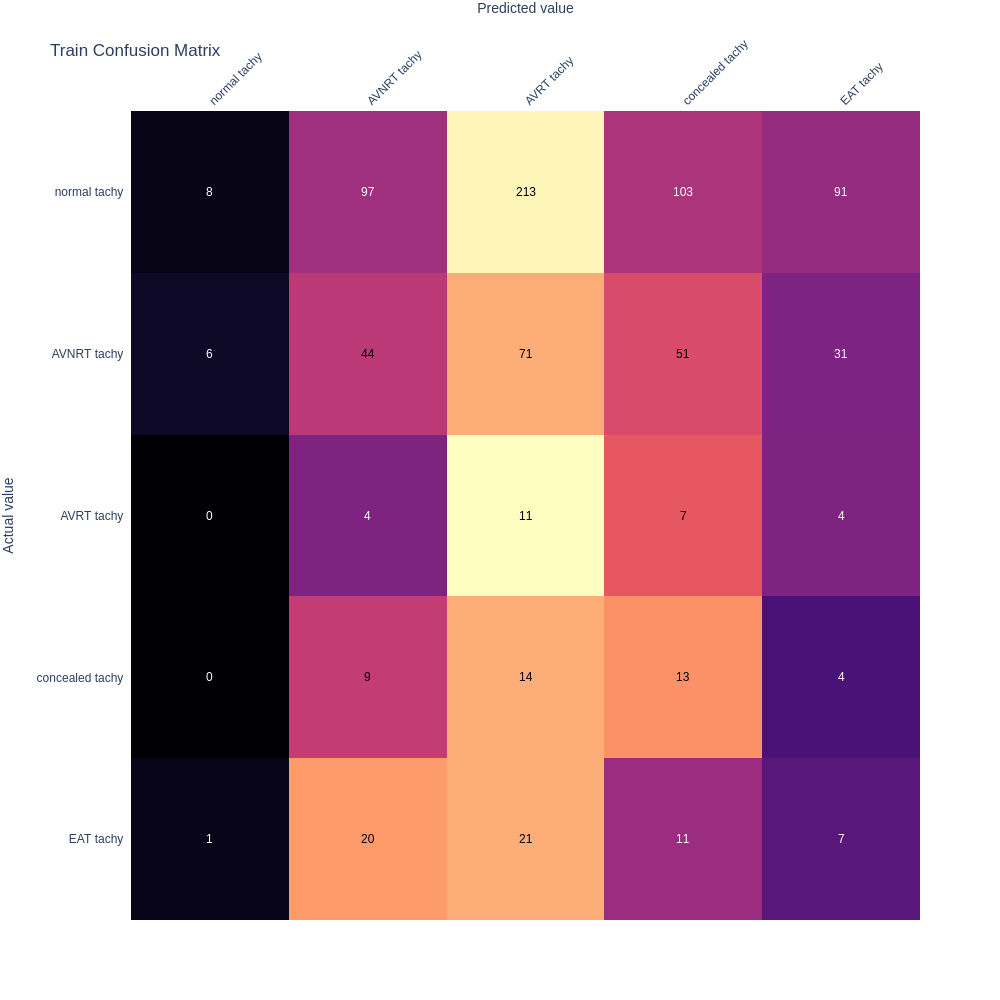 Predicted value
Train Confusion Matrix
normal tachy
AVNRT tachy
AVRT tachy
concealed tachy
EAT tachy
normal tachy 8 97 213 103 91
AVNRT tachy 6 44 71 51 31
Actual value
AVRT tachy 0 4 11 7 4
concealed tachy 0 9 14 13 4
EAT tachy 1 20 21 11 7